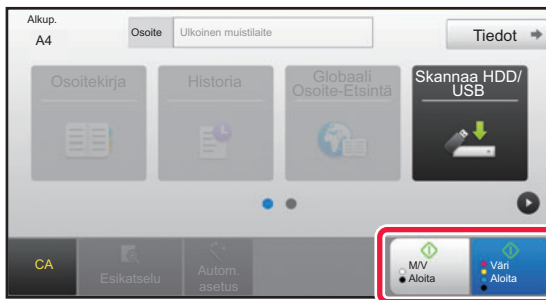 Alkup.
A4
Osoite
Ulkoinen muistilaite
Tiedot
Osoitekirja
Historia
Globaali
Osoite-Etsintä
Skannaa HDD/
USB
CA
Esikatselu
Autom.
asetus
M/V
Aloita
Väri
Aloita